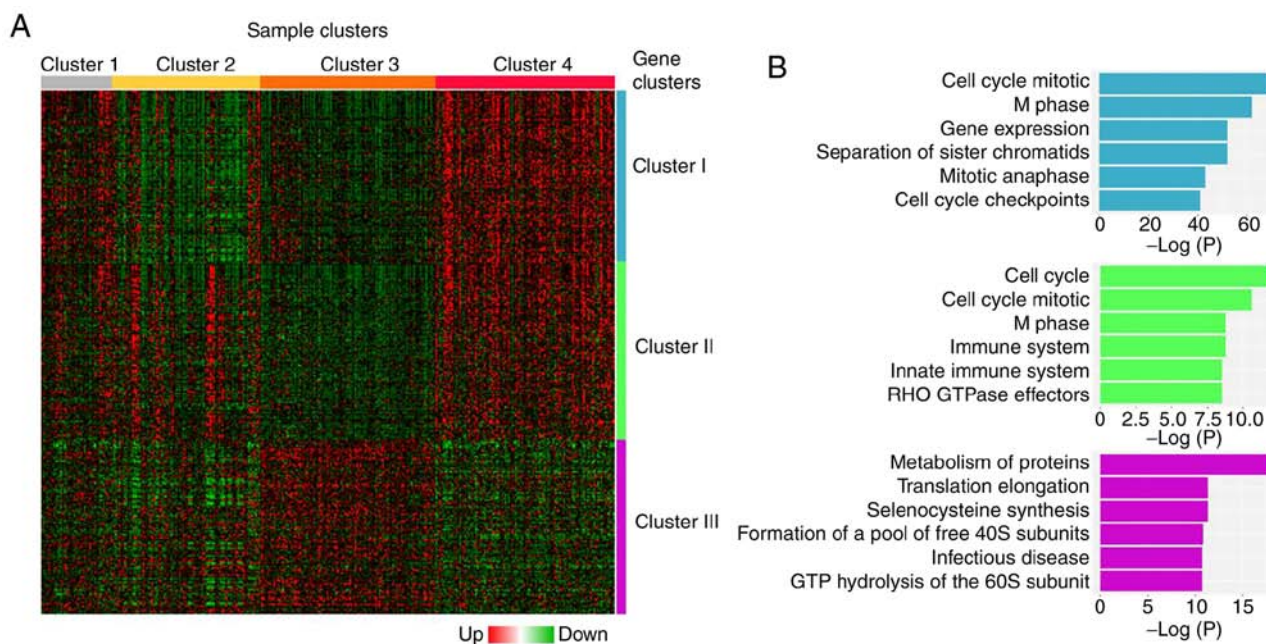 A
Sample clusters
Cluster 1 Cluster 2 Cluster 3 Cluster 4
Gene
clusters
Cluster I
Cluster II
Cluster III
Up Down
B
Cell cycle mitotic
M phase
Gene expression
Separation of sister chromatids
Mitotic anaphase
Cell cycle checkpoints
0 20 40 60
–Log (P)
Cell cycle
Cell cycle mitotic
M phase
Immune system
Innate immune system
RHO GTPase effectors
0 2.5 5.0 7.5 10.0
–Log (P)
Metabolism of proteins
Translation elongation
Selenocysteine synthesis
Formation of a pool of free 40S subunits
Infectious disease
GTP hydrolysis of the 60S subunit
0 5 10 15
–Log (P)